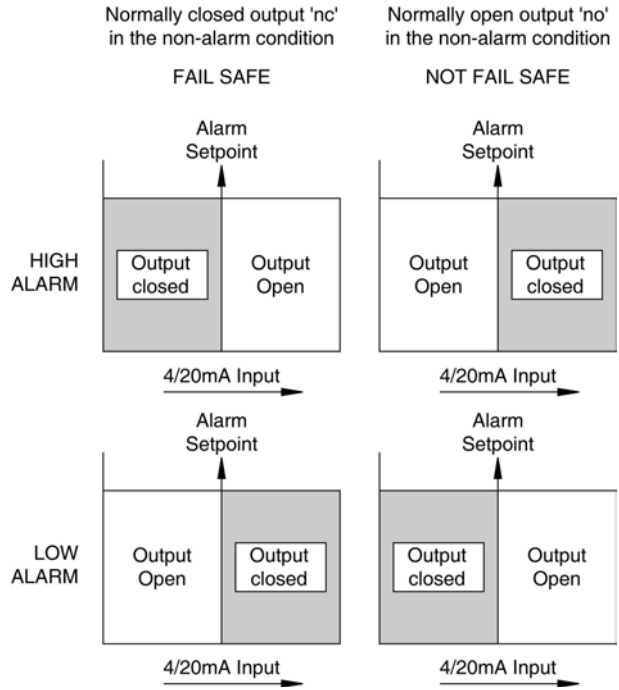 Normally closed output 'nc'
in the non-alarm condition
FAIL SAFE
Normally open output 'no'
in the non-alarm condition
NOT FAIL SAFE
HIGH
ALARM
Alarm
Setpoint
Output
closed
Output
Open
4/20mA Input
Alarm
Setpoint
Output
Open
Output
closed
4/20mA Input
LOW
ALARM
Alarm
Setpoint
Output
Open
Output
closed
4/20mA Input
Alarm
Setpoint
Output
closed
Output
Open
4/20mA Input